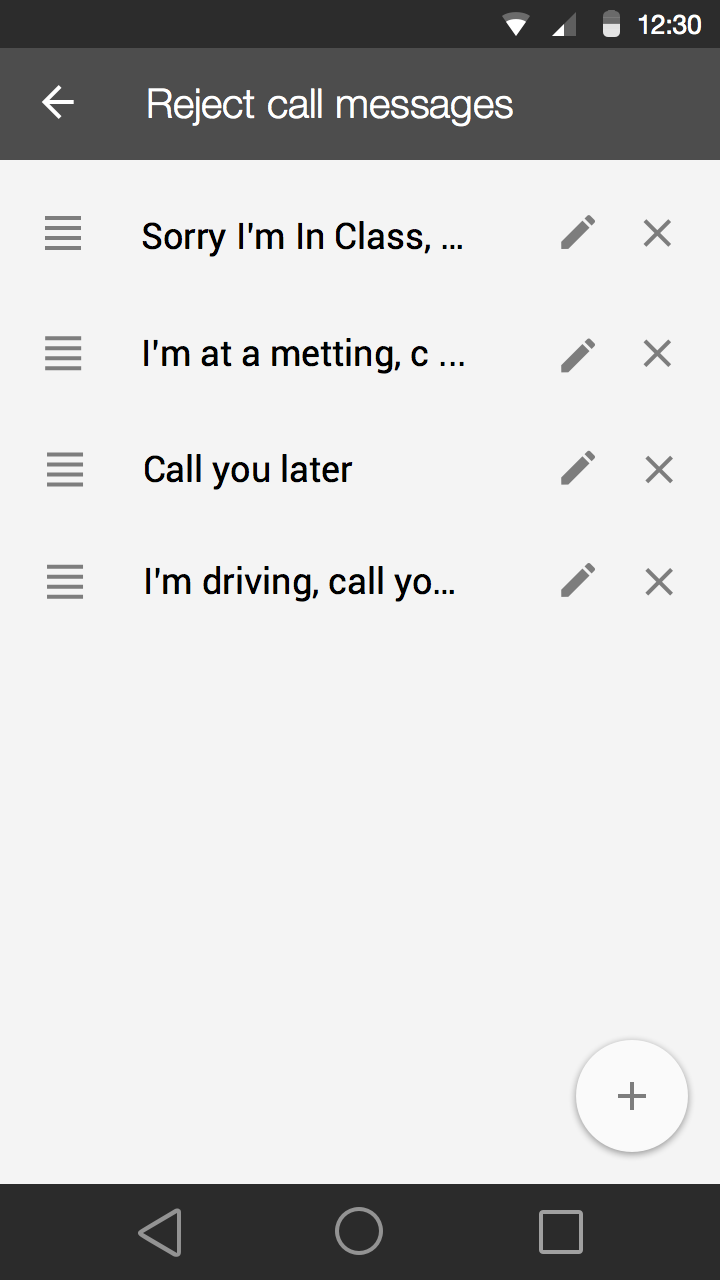 12:30
Reject call messages
Sorry I'm In Class, ...
I'm at a metting, c ...
Call you later
I'm driving, call yo...